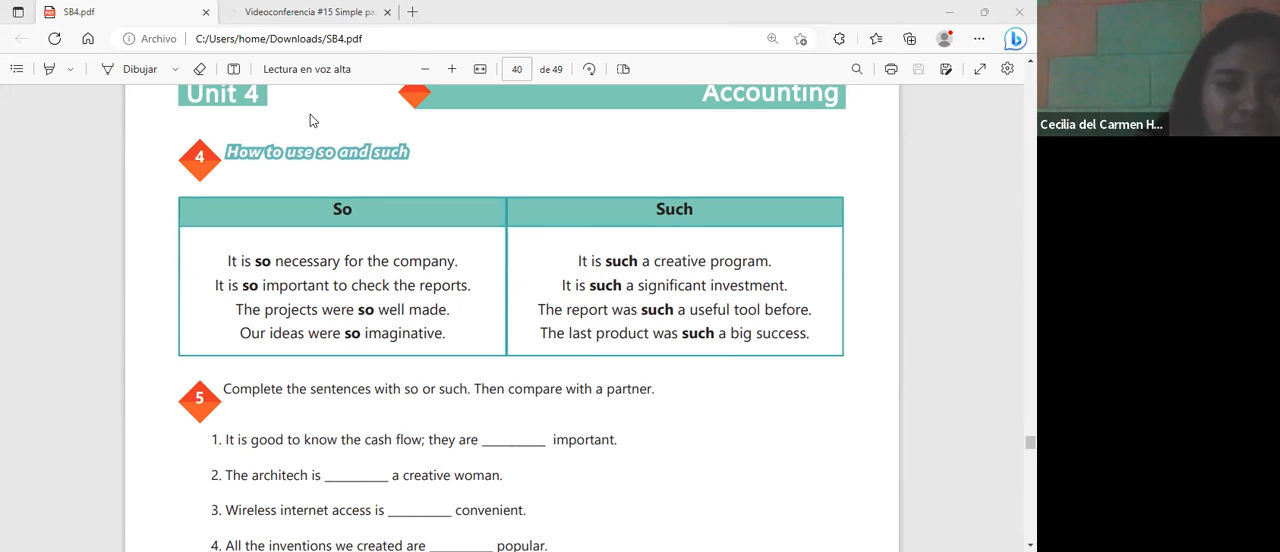 SB4.pdf
Videoconferencia #15 Simple pa
Archivo C:/Users/home/Downloads/SB4.pdf
Dibujar
Lectura en voz alta
40 de 49
Unit 4
Accounting
4 How to use so and such
So
Such
It is so necessary for the company.
It is so important to check the reports.
The projects were so well made.
Our ideas were so imaginative.
It is such a creative program.
It is such a significant investment.
The report was such a useful tool before.
The last product was such a big success.
5 Complete the sentences with so or such. Then compare with a partner.
1. It is good to know the cash flow; they are _________ important.
2. The architech is _________ a creative woman.
3. Wireless internet access is _________ convenient.
4. All the inventions we created are _________ popular.
Cecilia del Carmen H...